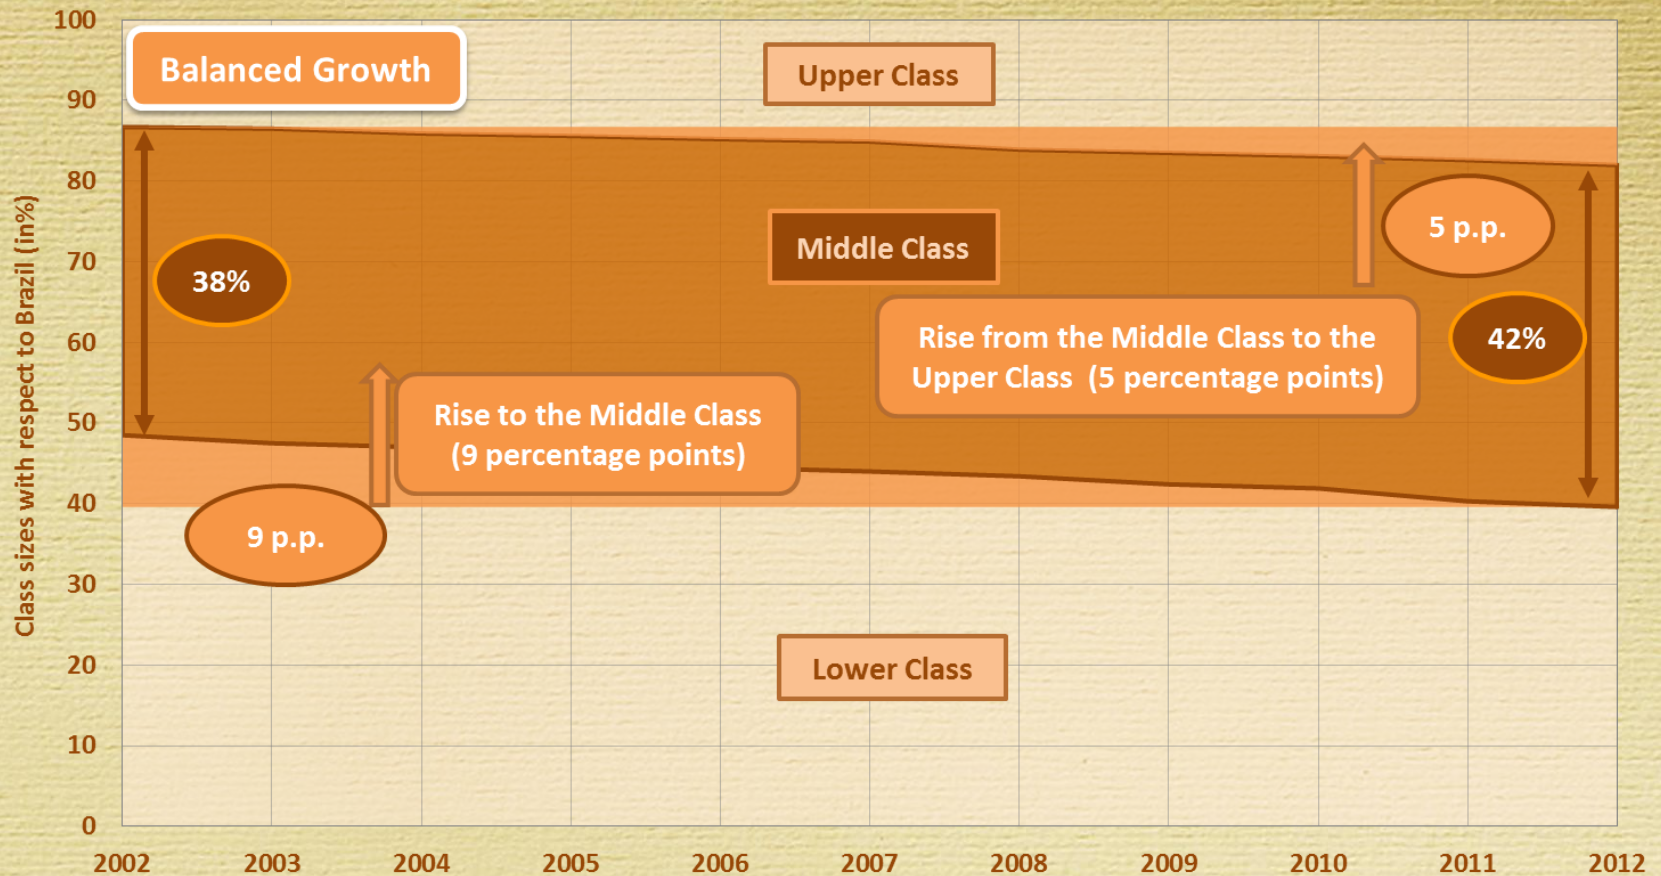 Balanced Growth
Upper Class
Middle Class
Lower Class
38%
42%
5 p.p.
9 p.p.
Rise from the Middle Class to the
Upper Class (5 percentage points)
Rise to the Middle Class
(9 percentage points)
Class sizes with respect to Brazil (in%)
100
90
80
70
60
50
40
30
20
10
0
2002 2003 2004 2005 2006 2007 2008 2009 2010 2011 2012